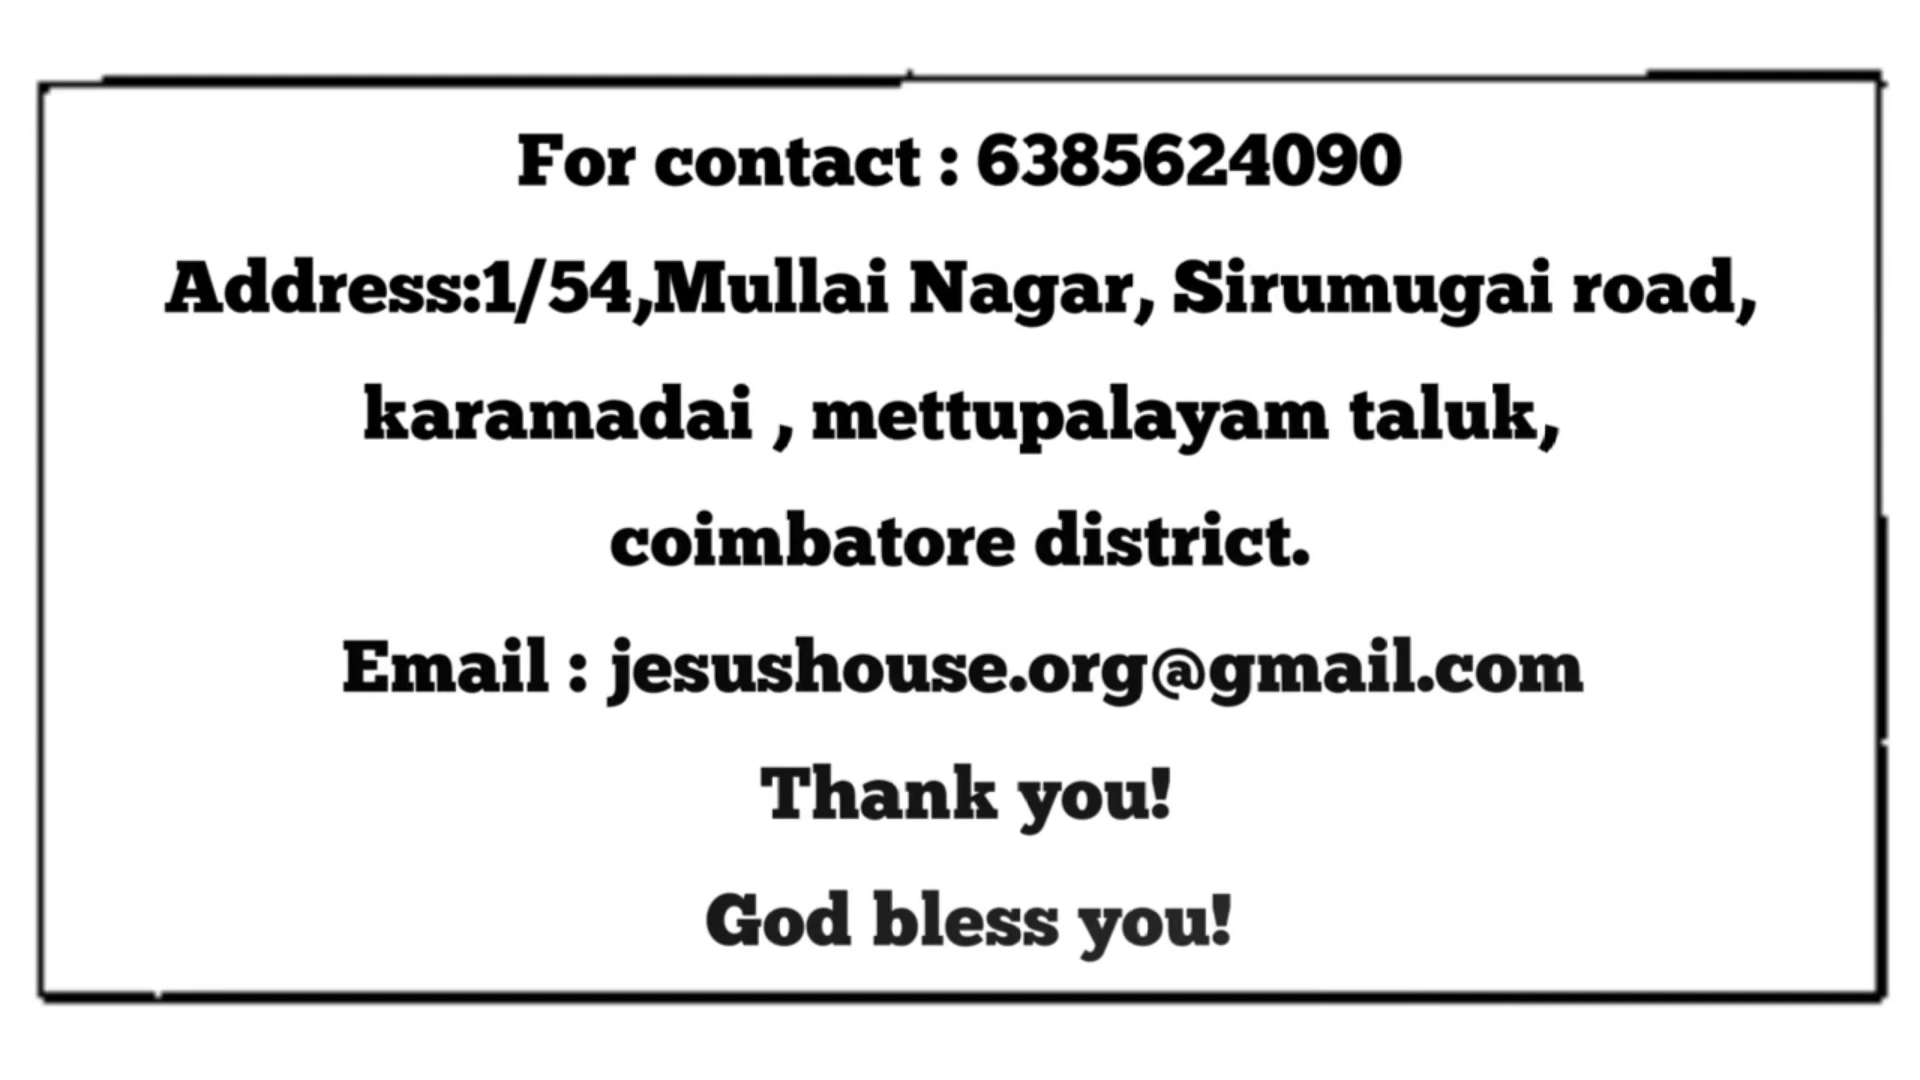 For contact : 6385624090
Address:1/54,Mullai Nagar, Sirumugai road,
karamadai , mettupalayam taluk,
coimbatore district.
Email : jesushouse.org@gmail.com
Thank you!
God bless you!